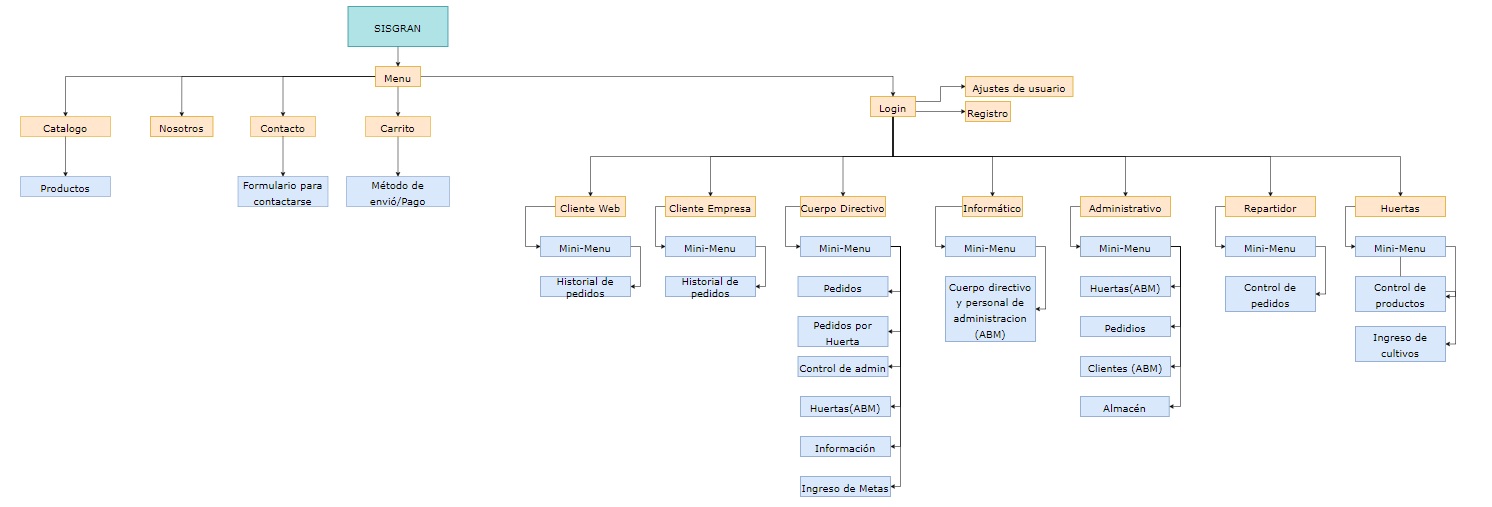 SISGRAN
Menu
Ajustes de usuario
Login
Registro
Catalogo
Nosotros
Contacto
Carrito
Productos
Formulario para
contactarse
Método de
envió/Pago
Cliente Web
Cliente Empresa
Cuerpo Directivo
Informático
Administrativo
Repartidor
Huertas
Mini-Menu
Mini-Menu
Mini-Menu
Mini-Menu
Mini-Menu
Mini-Menu
Mini-Menu
Historial de
pedidos
Historial de
pedidos
Pedidos
Cuerpo directivo
y personal de
administracion
(ABM)
Huertas(ABM)
Control de
pedidos
Control de
productos
Pedidos por
Huerta
Pedidios
Ingreso de
cultivos
Control de admin
Clientes (ABM)
Huertas(ABM)
Almacén
Información
Ingreso de Metas